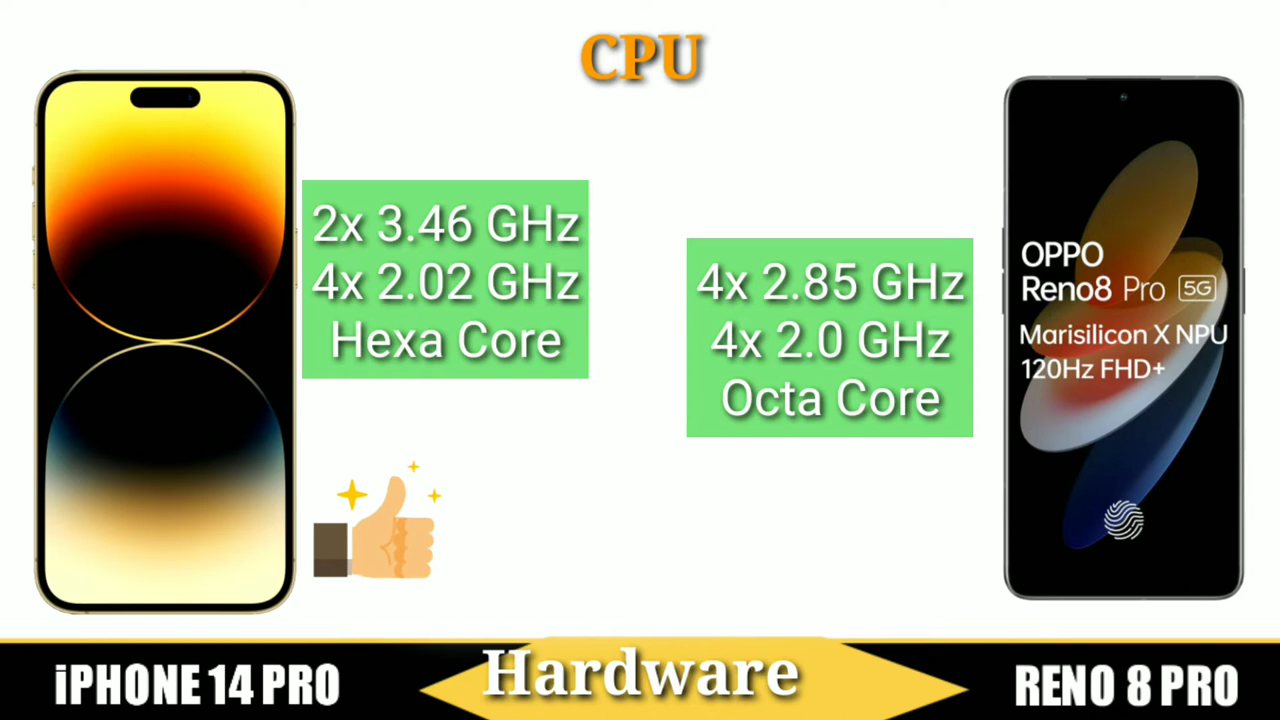 CPU
2x 3.46 GHz
4x 2.02 GHz
Hexa Core
4x 2.85 GHz
4x 2.0 GHz
Octa Core
OPPO
Reno8 Pro 5G
Marisilicon X NPU
120Hz FHD+
iPHONE 14 PRO
Hardware
RENO 8 PRO